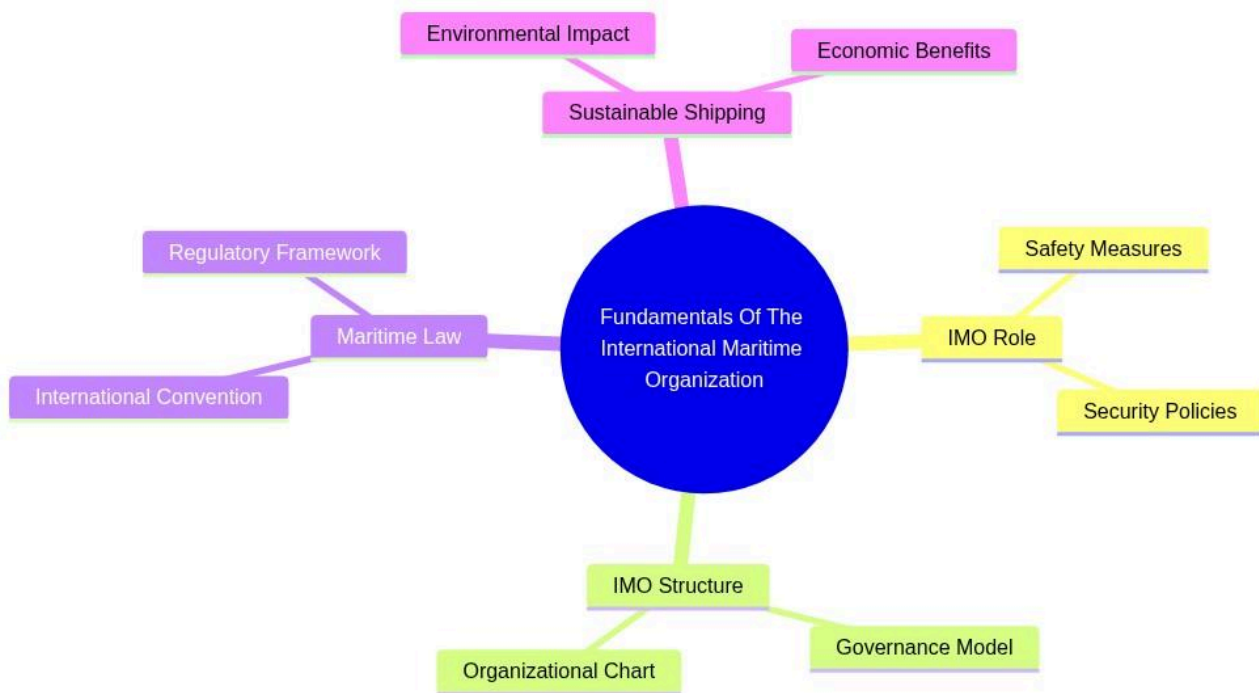 Environmental Impact
Economic Benefits
Sustainable Shipping
Regulatory Framework
Safety Measures
Fundamentals Of The
International Maritime
Organization
Maritime Law
IMO Role
International Convention
Security Policies
IMO Structure
Governance Model
Organizational Chart